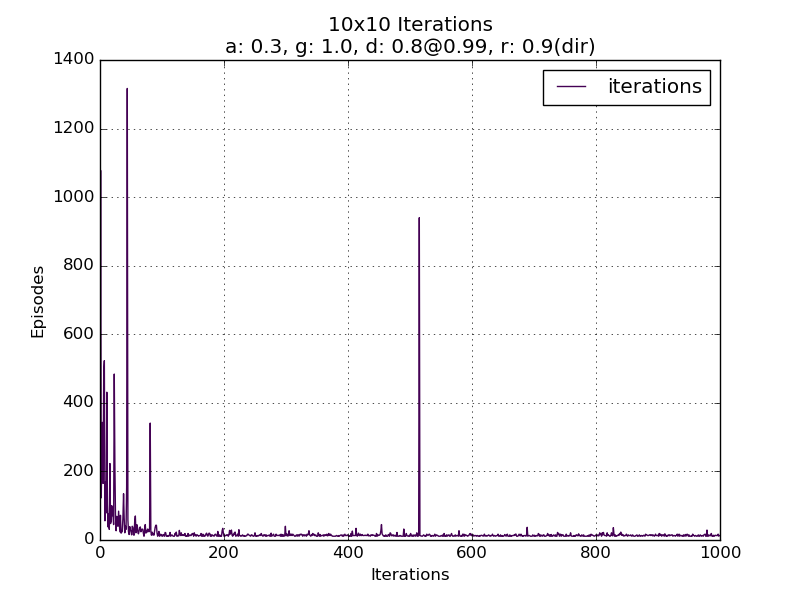 10x10 Iterations
a: 0.3, g: 1.0, d: 0.8@0.99, r: 0.9(dir)
iterations
1400
1200
1000
800
600
400
200
0
Episodes
0 200 400 600 800 1000
Iterations